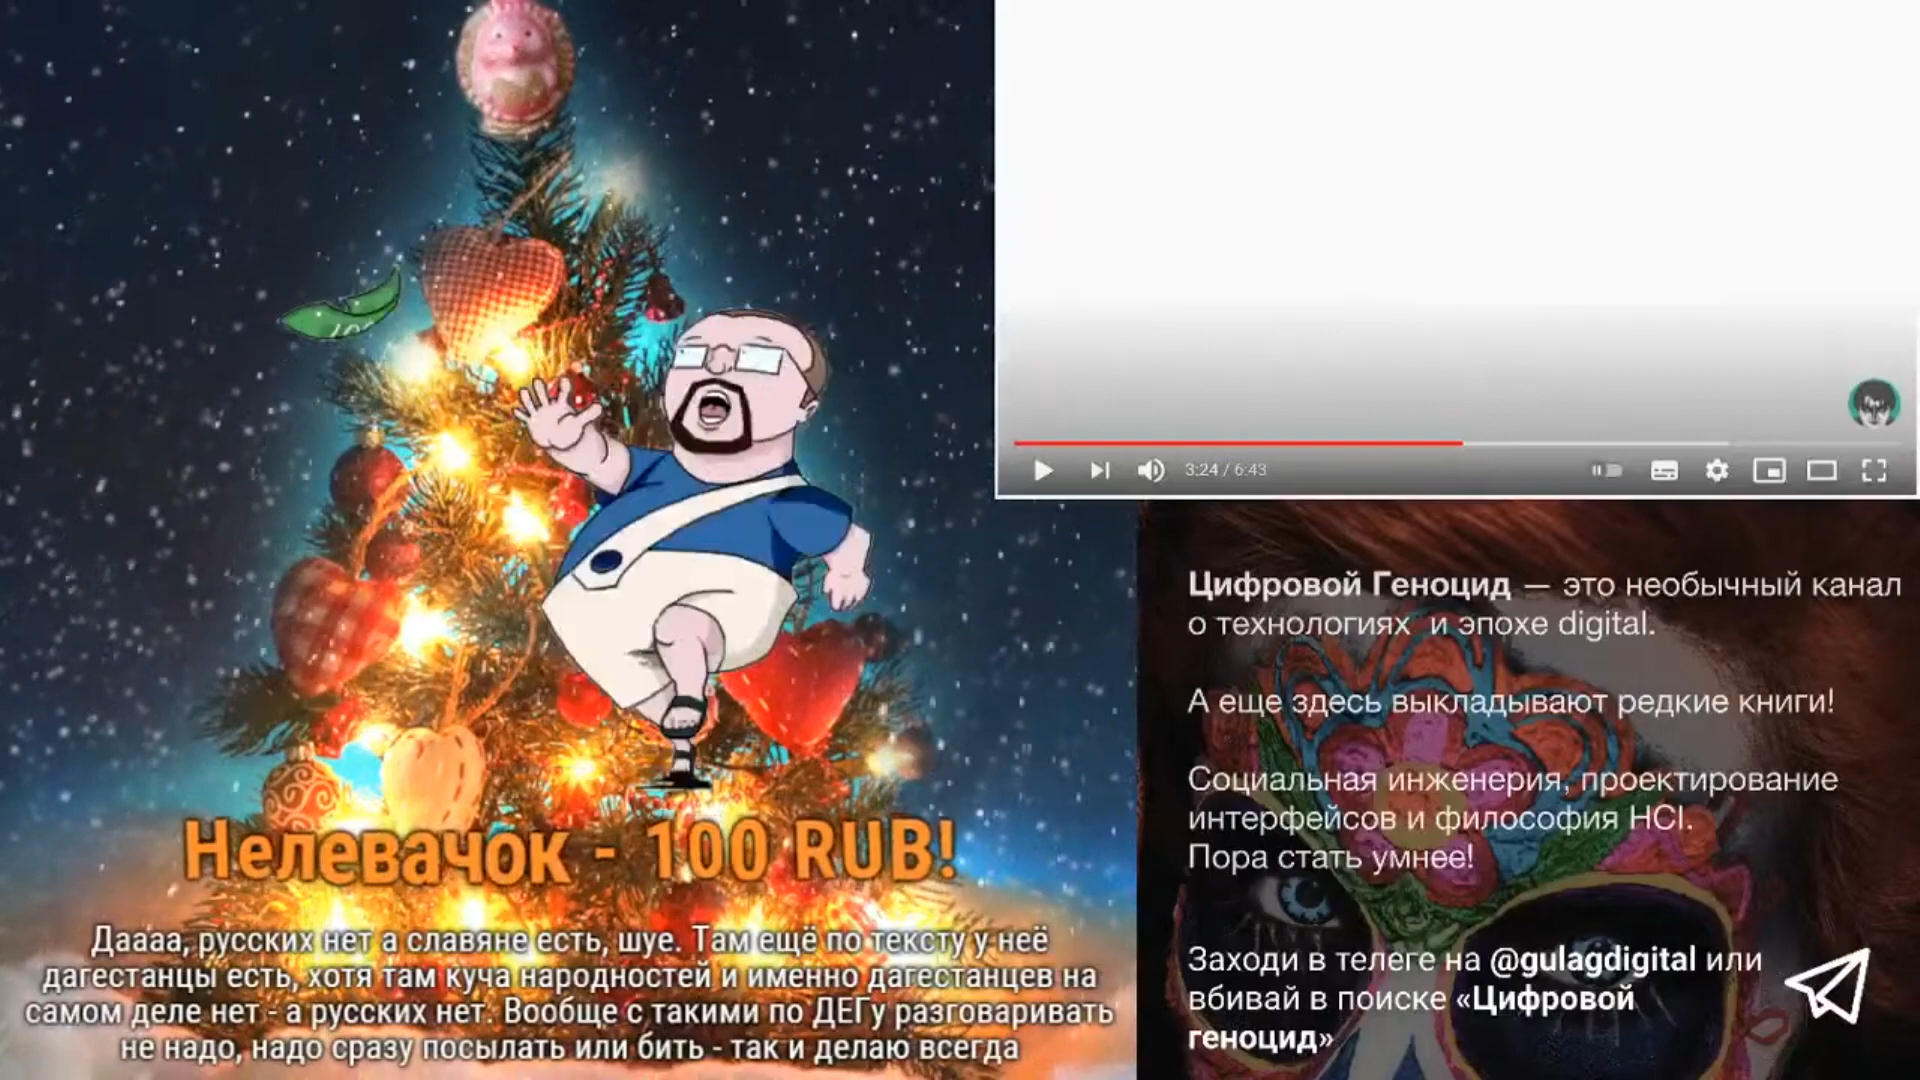 3:24 / 6:43
Нелевачок - 100 RUB!
Даааа, русских нет а славяне есть, шуе. Там ещё по тексту у неё
дагестанцы есть, хотя там куча народностей и именно дагестанцев на
самом деле нет - а русских нет. Вообще с такими по ДЕГу разговаривать
не надо, надо сразу посылать или бить - так и делаю всегда
Цифровой Геноцид — это необычный канал
о технологиях и эпохе digital.
А еще здесь выкладывают редкие книги!
Социальная инженерия, проектирование
интерфейсов и философия HCI.
Пора стать умнее!
Заходи в телеге на @gulagdigital или
вбивай в поиске «Цифровой
геноцид»